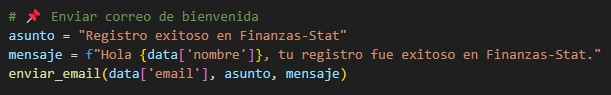 # 📌 Enviar correo de bienvenida
asunto = "Registro exitoso en Finanzas-Stat"
mensaje = f"Hola {data['nombre']}, tu registro fue exitoso en Finanzas-Stat."
enviar_email(data['email'], asunto, mensaje)